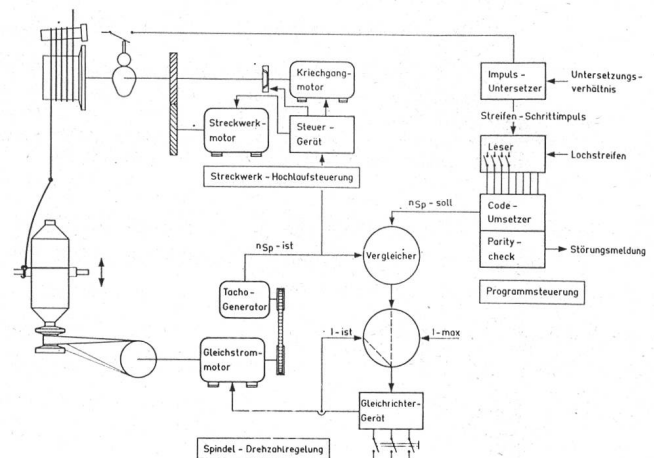 Kriechgang-
motor
Impuls-
Untersetzer
Untersetzungs-
verhältnis
Streckwerk-
motor
Steuer-
Gerät
Streifen-Schrittimpuls
Leser
Lochstreifen
Streckwerk-Hochlaufsteuerung
nSp-soll
Code-
Umsetzer
nSp-ist
Vergleicher
Parity-
check
Störungsmeldung
Tacho-
Generator
Programmsteuerung
I-ist
I-max
Gleichstrom-
motor
Gleichrichter-
Gerät
Spindel-Drehzahlregelung